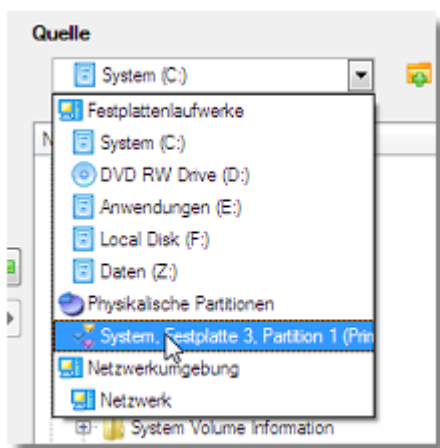 Quelle
System (C:)
Festplattenlaufwerke
N
System (C:)
DVD RW Drive (D:)
Anwendungen (E:)
Local Disk (F:)
Daten (Z:)
Physikalische Partitionen
System, Festplatte 3, Partition 1 (Prin
Netzwerkumgebung
Netzwerk
System Volume Information